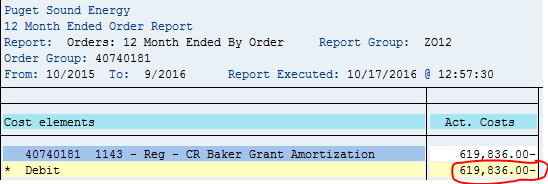 Puget Sound Energy
12 Month Ended Order Report
Report: Orders: 12 Month Ended By Order Report Group: ZO12
Order Group: 40740181
From: 10/2015 To: 9/2016 Report Executed: 10/17/2016 @ 12:57:30
Cost elements Act. Costs
40740181 1143 - Reg - CR Baker Grant Amortization 619,836.00-
* Debit 619,836.00-